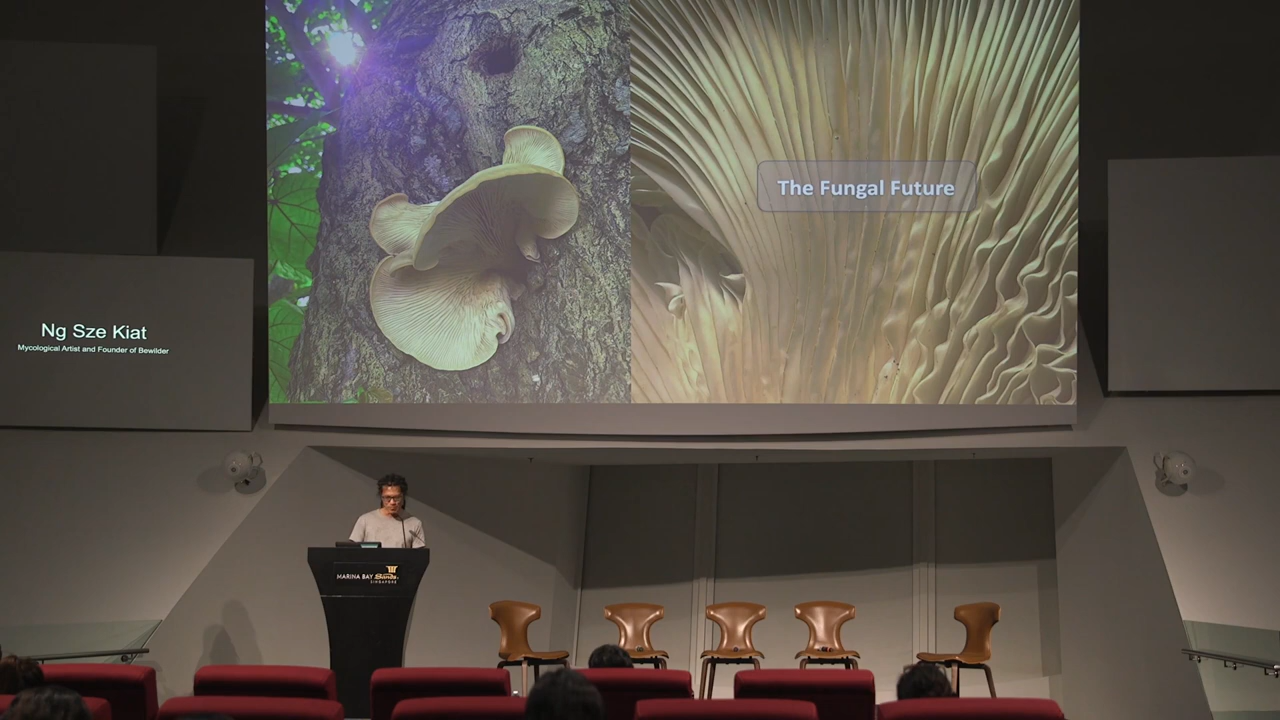 The Fungal Future
Ng Sze Kiat
Mycological Artist and Founder of Bewilder
MARINA BAY Sands
SINGAPORE